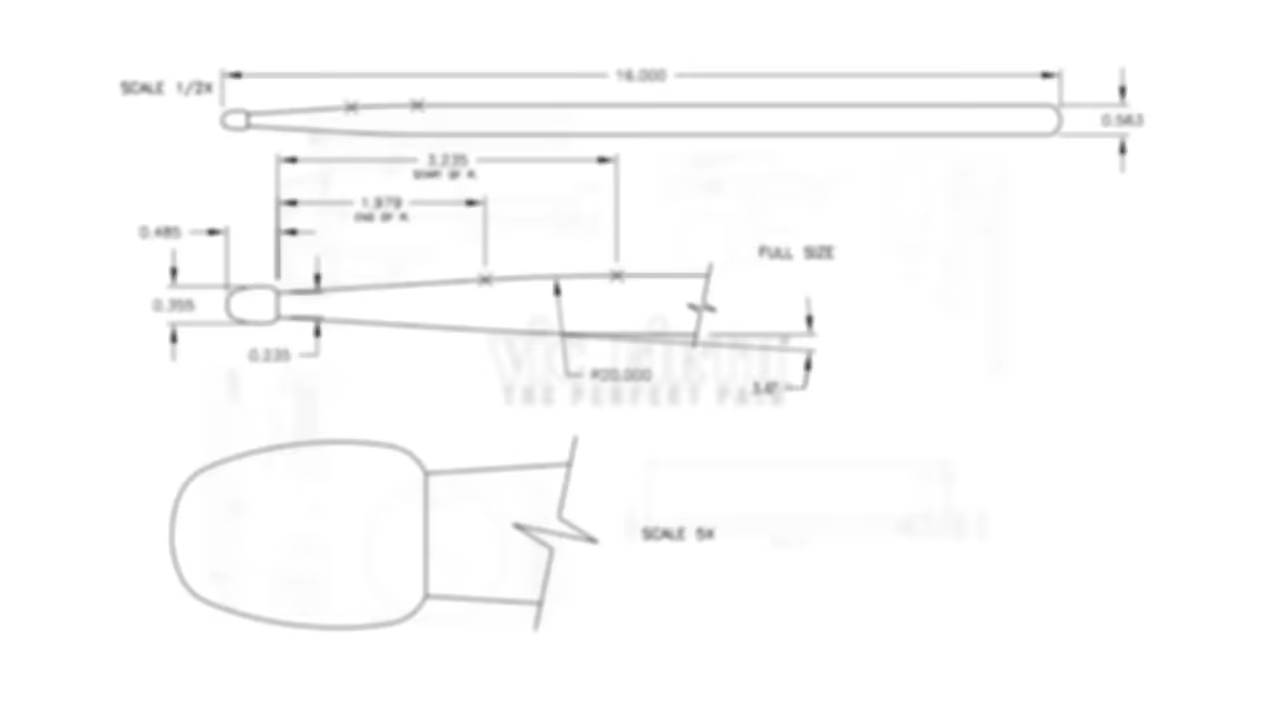 16.000
SCALE 1/2X
0.563
3.235
START OF R.
1.979
END OF R.
0.485
FULL SIZE
0.355
0.235
R20.000
THE PERFECT PAIR
SCALE 5X